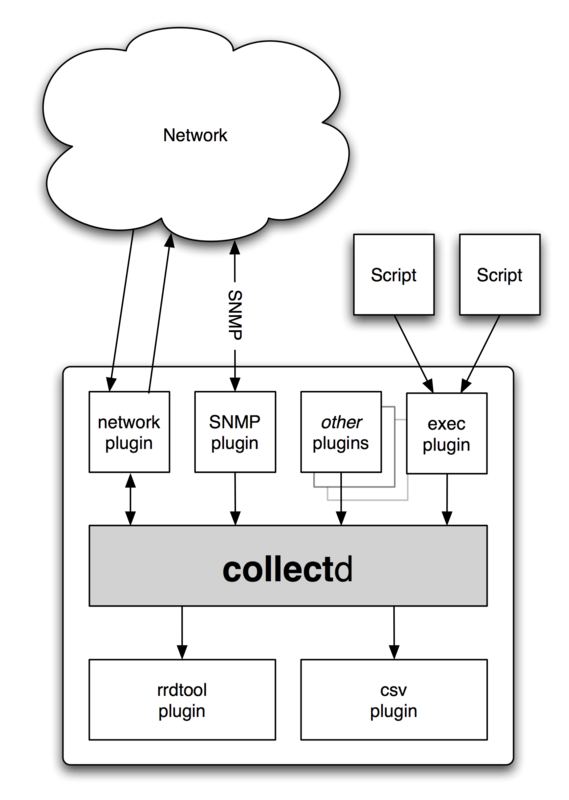 Network
Script
Script
SNMP
network
plugin
SNMP
plugin
other
plugins
exec
plugin
collectd
rrdtool
plugin
csv
plugin